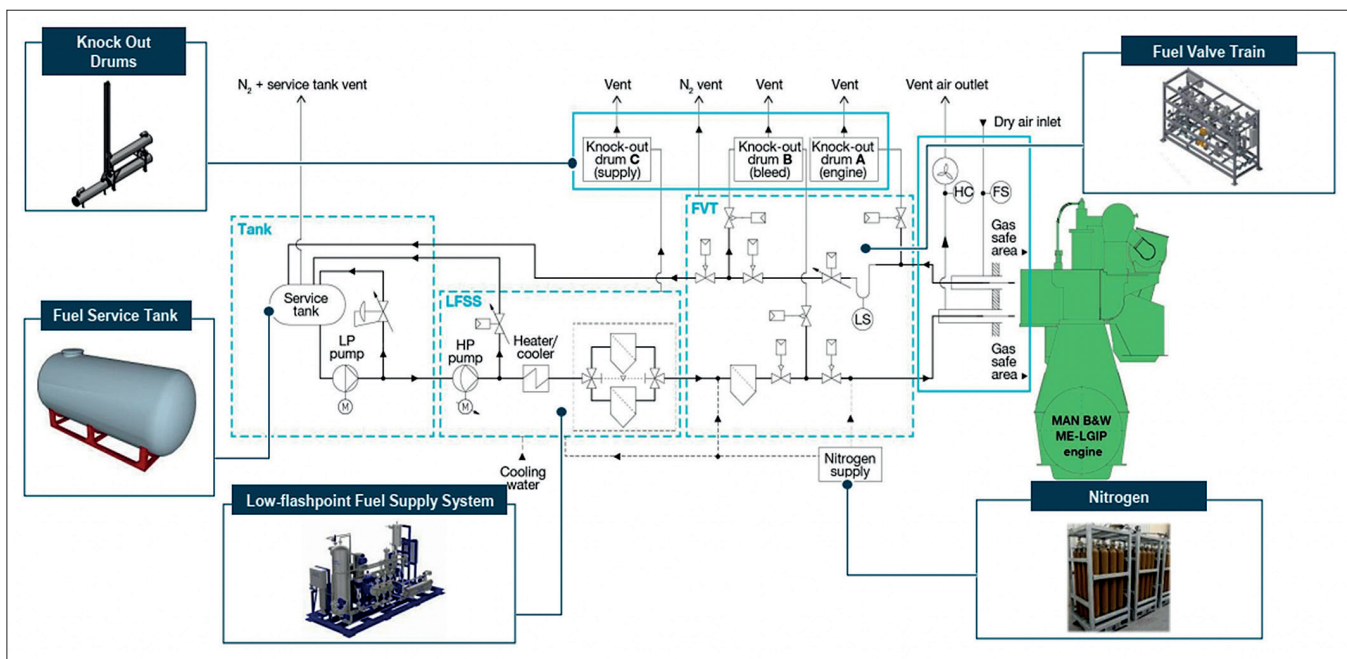 Knock Out
Drums
Fuel Valve Train
N₂ + service tank vent
Vent
N₂ vent
Vent
Vent
Vent air outlet
Dry air inlet
Knock-out
drum C
(supply)
Knock-out
drum B
(bleed)
Knock-out
drum A
(engine)
HC
FS
Tank
FVT
Gas
safe
area
Service
tank
LFSS
LS
Fuel Service Tank
LP
pump
HP
pump
Heater/
cooler
Gas
safe
area
M
M
MAN B&W
ME-LGIP
engine
Cooling
water
Nitrogen
supply
Low-flashpoint Fuel Supply System
Nitrogen